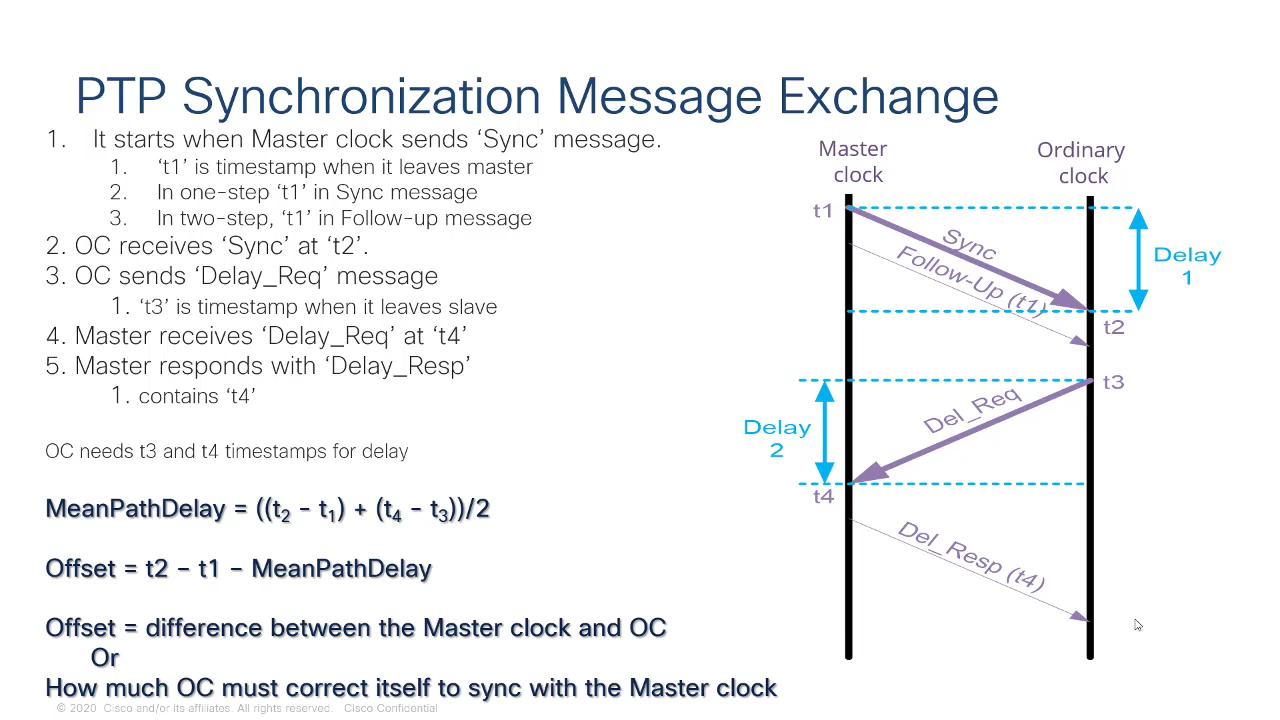 PTP Synchronization Message Exchange
1. It starts when Master clock sends ‘Sync’ message.
1. ‘t1’ is timestamp when it leaves master
2. In one-step ‘t1’ in Sync message
3. In two-step, ‘t1’ in Follow-up message
2. OC receives ‘Sync’ at ‘t2’.
3. OC sends ‘Delay_Req’ message
1. ‘t3’ is timestamp when it leaves slave
4. Master receives ‘Delay_Req’ at ‘t4’
5. Master responds with ‘Delay_Resp’
1. contains ‘t4’
OC needs t3 and t4 timestamps for delay
MeanPathDelay = ((t2 – t1) + (t4 – t3))/2
Offset = t2 – t1 – MeanPathDelay
Offset = difference between the Master clock and OC
Or
How much OC must correct itself to sync with the Master clock
© 2020 Cisco and/or its affiliates. All rights reserved. Cisco Confidential
Master
clock
Ordinary
clock
t1
Sync
Follow-Up (t1)
Delay
1
t2
t3
Del_Req
Delay
2
t4
Del_Resp (t4)